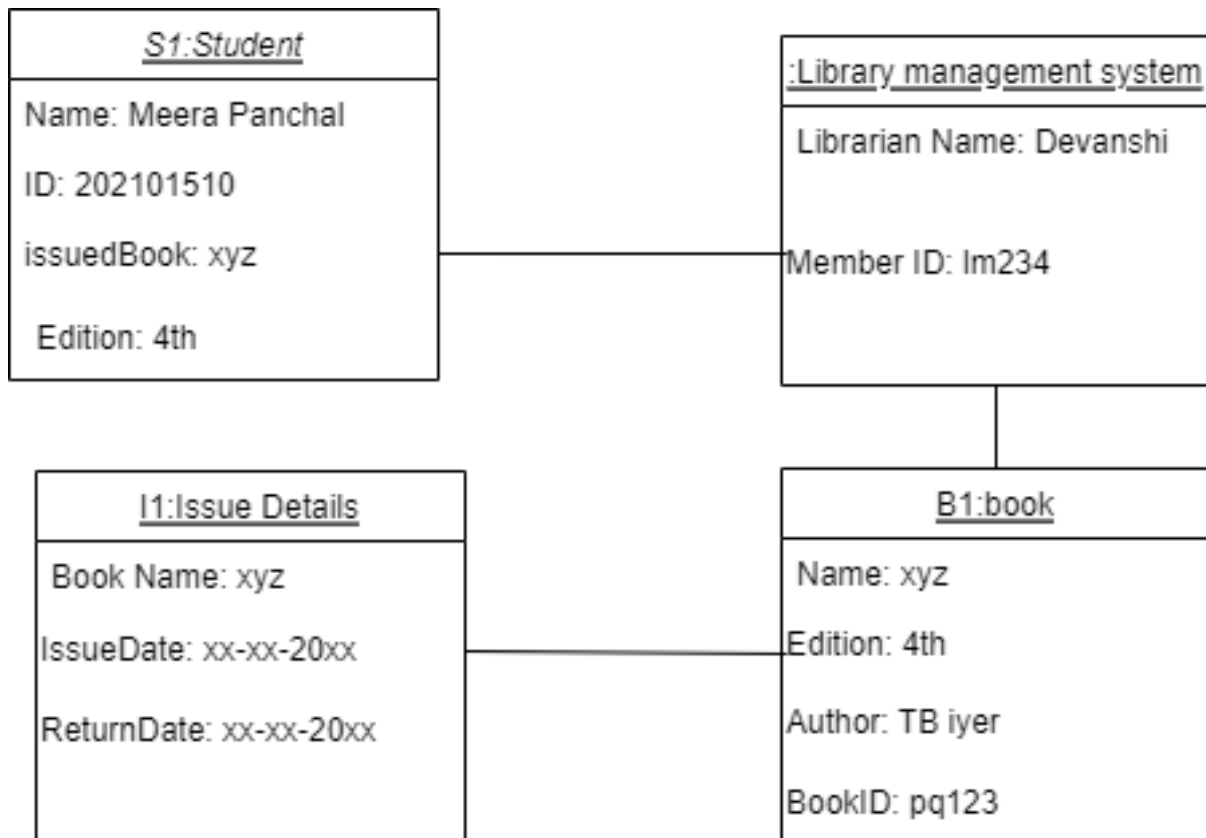 S1:Student
Name: Meera Panchal
ID: 202101510
issuedBook: xyz
Edition: 4th
:Library management system
Librarian Name: Devanshi
Member ID: lm234
I1:Issue Details
Book Name: xyz
IssueDate: xx-xx-20xx
ReturnDate: xx-xx-20xx
B1:book
Name: xyz
Edition: 4th
Author: TB iyer
BookID: pq123